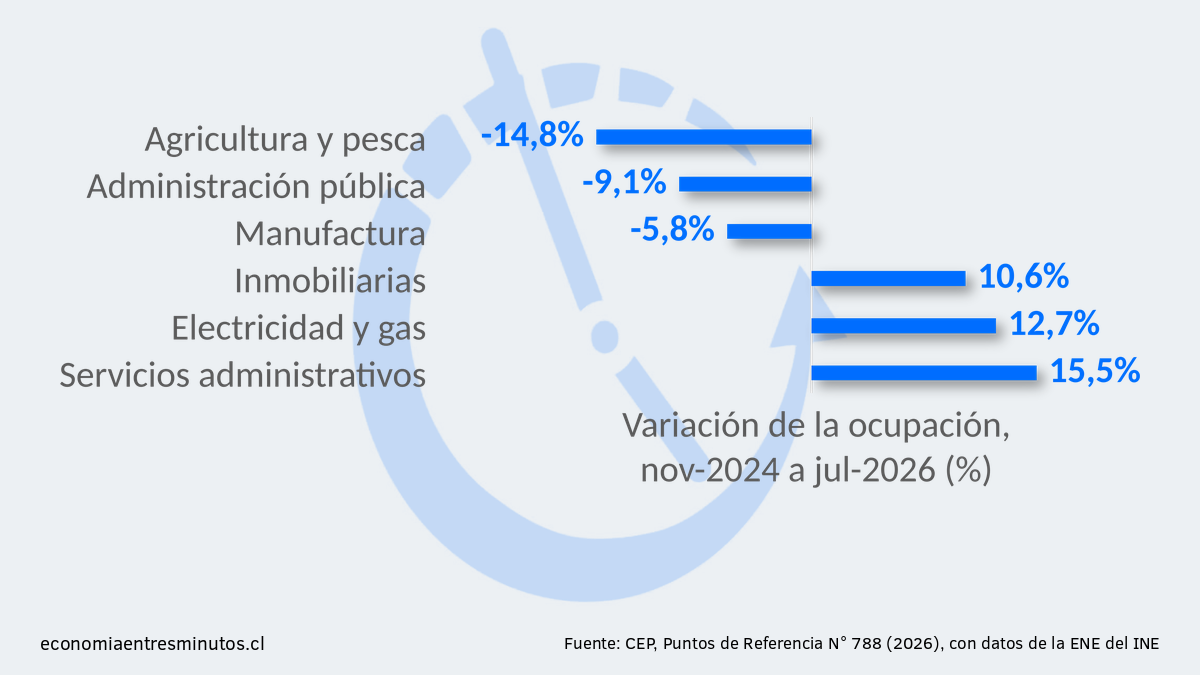 Agricultura y pesca -14,8%
Administración pública -9,1%
Manufactura -5,8%
Inmobiliarias 10,6%
Electricidad y gas 12,7%
Servicios administrativos 15,5%
Variación de la ocupación,
nov-2024 a jul-2026 (%)
economiaentresminutos.cl
Fuente: CEP, Puntos de Referencia N° 788 (2026), con datos de la ENE del INE